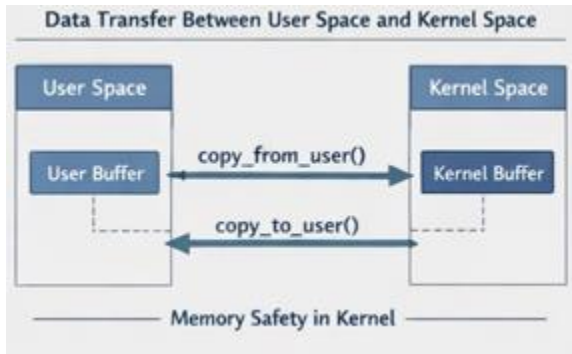 Data Transfer Between User Space and Kernel Space
User Space
Kernel Space
copy_from_user()
User Buffer
Kernel Buffer
copy_to_user()
Memory Safety in Kernel